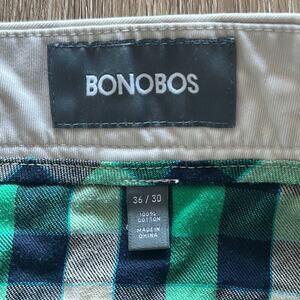 BONOBOS
36 / 30
100%
COTTON
MADE IN
CHINA